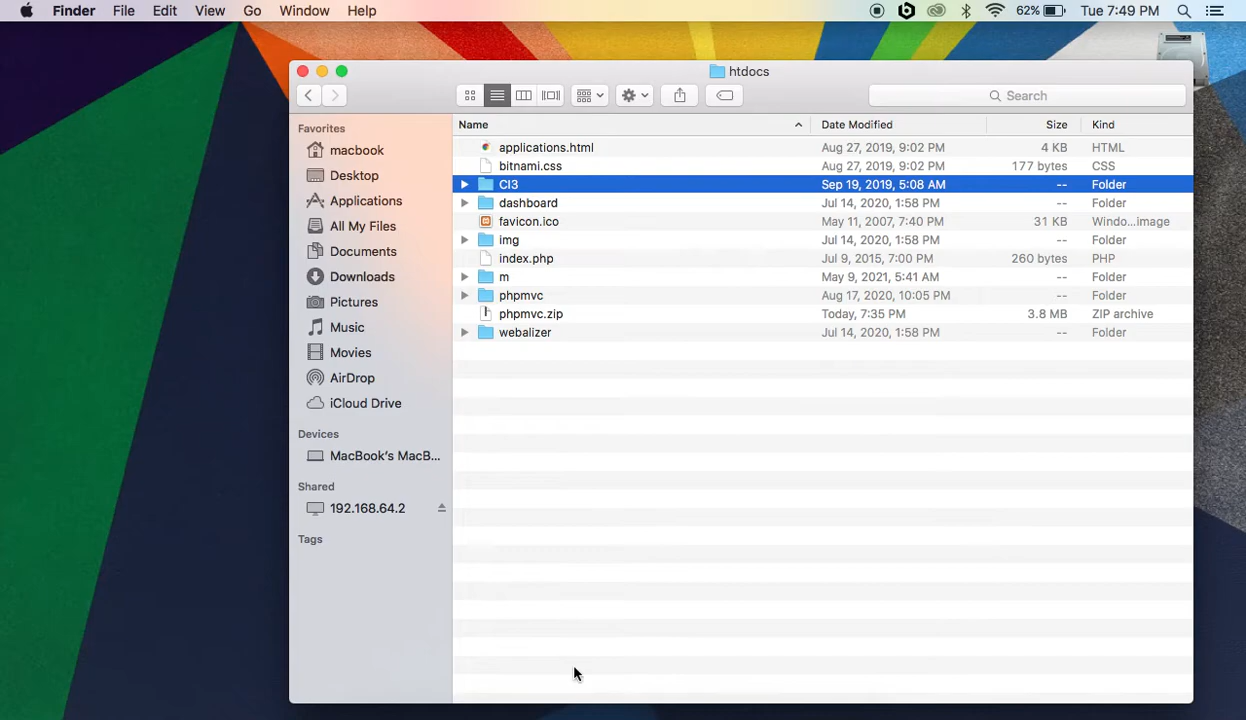 Finder File Edit View Go Window Help 62% Tue 7:49 PM
htdocs
Search
Favorites
macbook
Desktop
Applications
All My Files
Documents
Downloads
Pictures
Music
Movies
AirDrop
iCloud Drive
Devices
MacBook's MacB...
Shared
192.168.64.2
Tags
Name Date Modified Size Kind
applications.html Aug 27, 2019, 9:02 PM 4 KB HTML
bitnami.css Aug 27, 2019, 9:02 PM 177 bytes CSS
CI3 Sep 19, 2019, 5:08 AM -- Folder
dashboard Jul 14, 2020, 1:58 PM -- Folder
favicon.ico May 11, 2007, 7:40 PM 31 KB Windo...image
img Jul 14, 2020, 1:58 PM -- Folder
index.php Jul 9, 2015, 7:00 PM 260 bytes PHP
m May 9, 2021, 5:41 AM -- Folder
phpmvc Aug 17, 2020, 10:05 PM -- Folder
phpmvc.zip Today, 7:35 PM 3.8 MB ZIP archive
webalizer Jul 14, 2020, 1:58 PM -- Folder